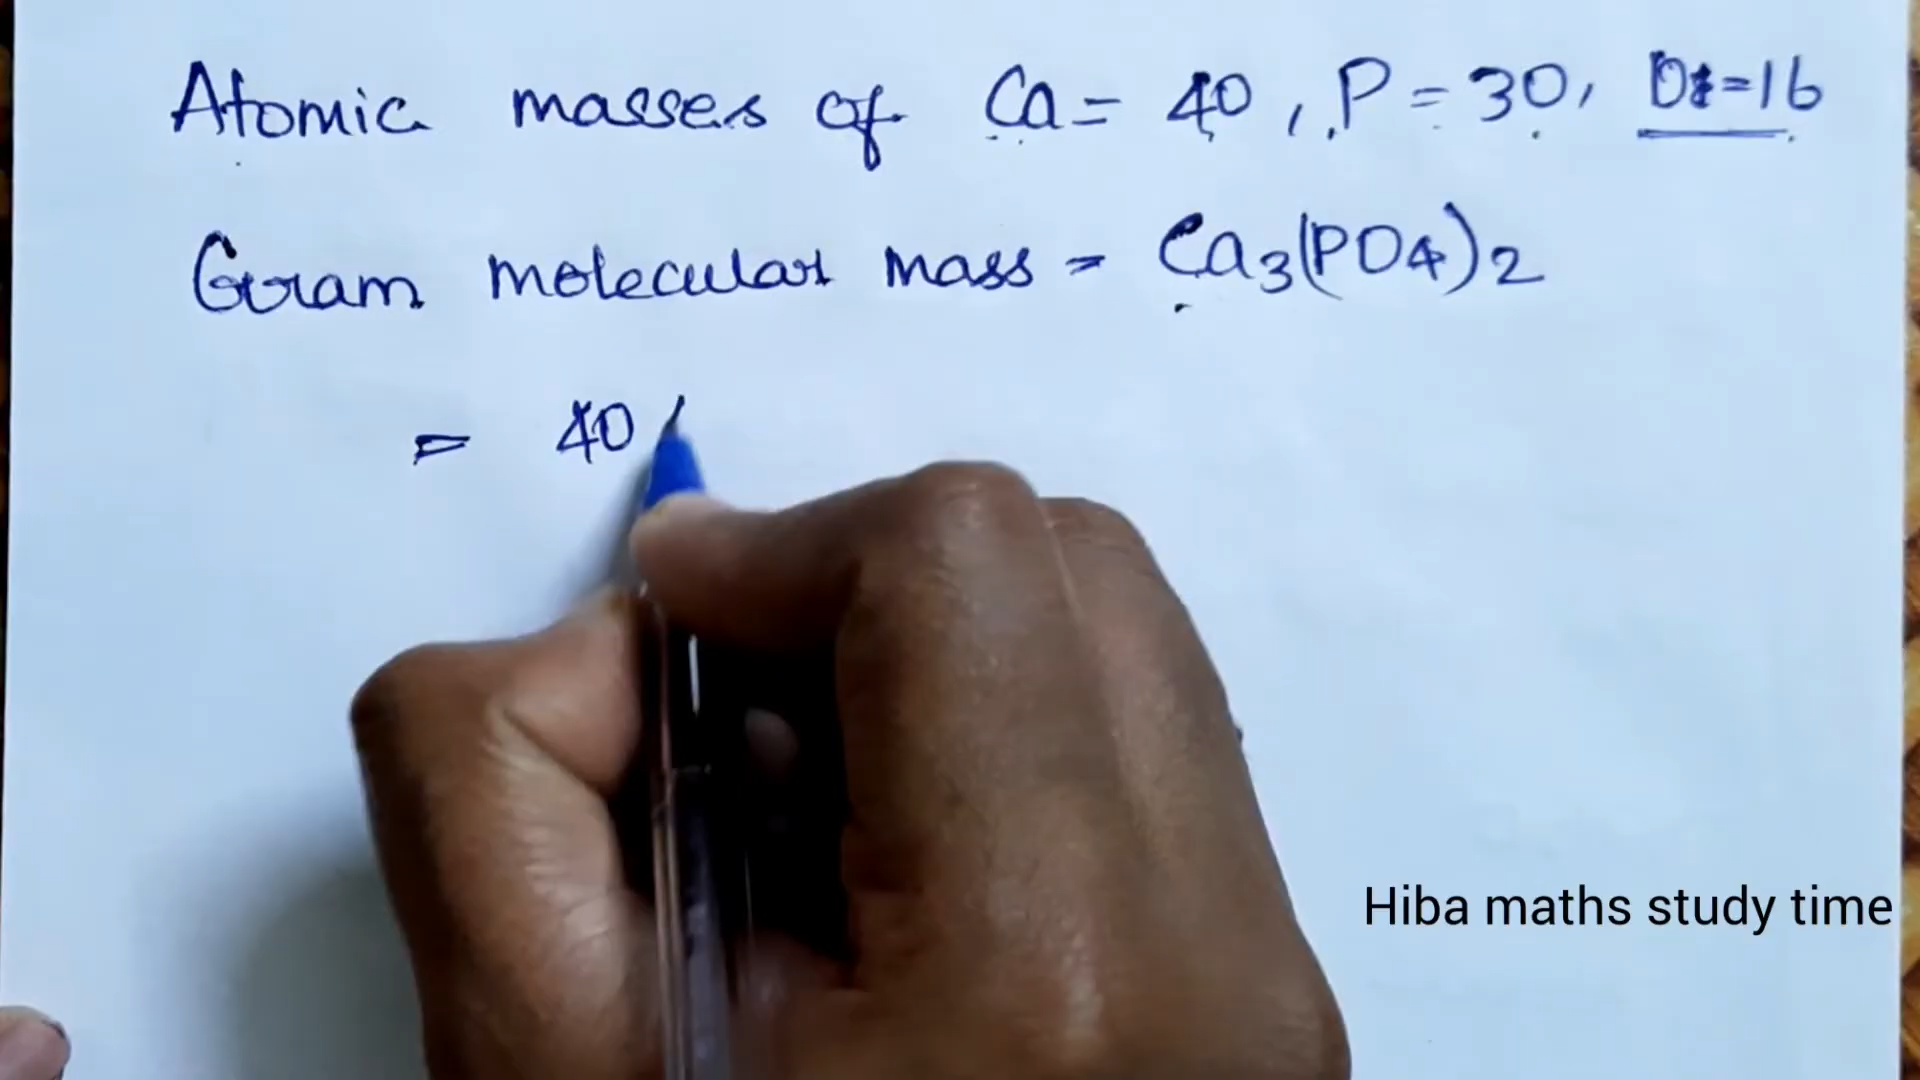 Atomic masses of Ca = 40, P = 30, O = 16
Gram molecular mass = Ca3(PO4)2
= 40
Hiba maths study time